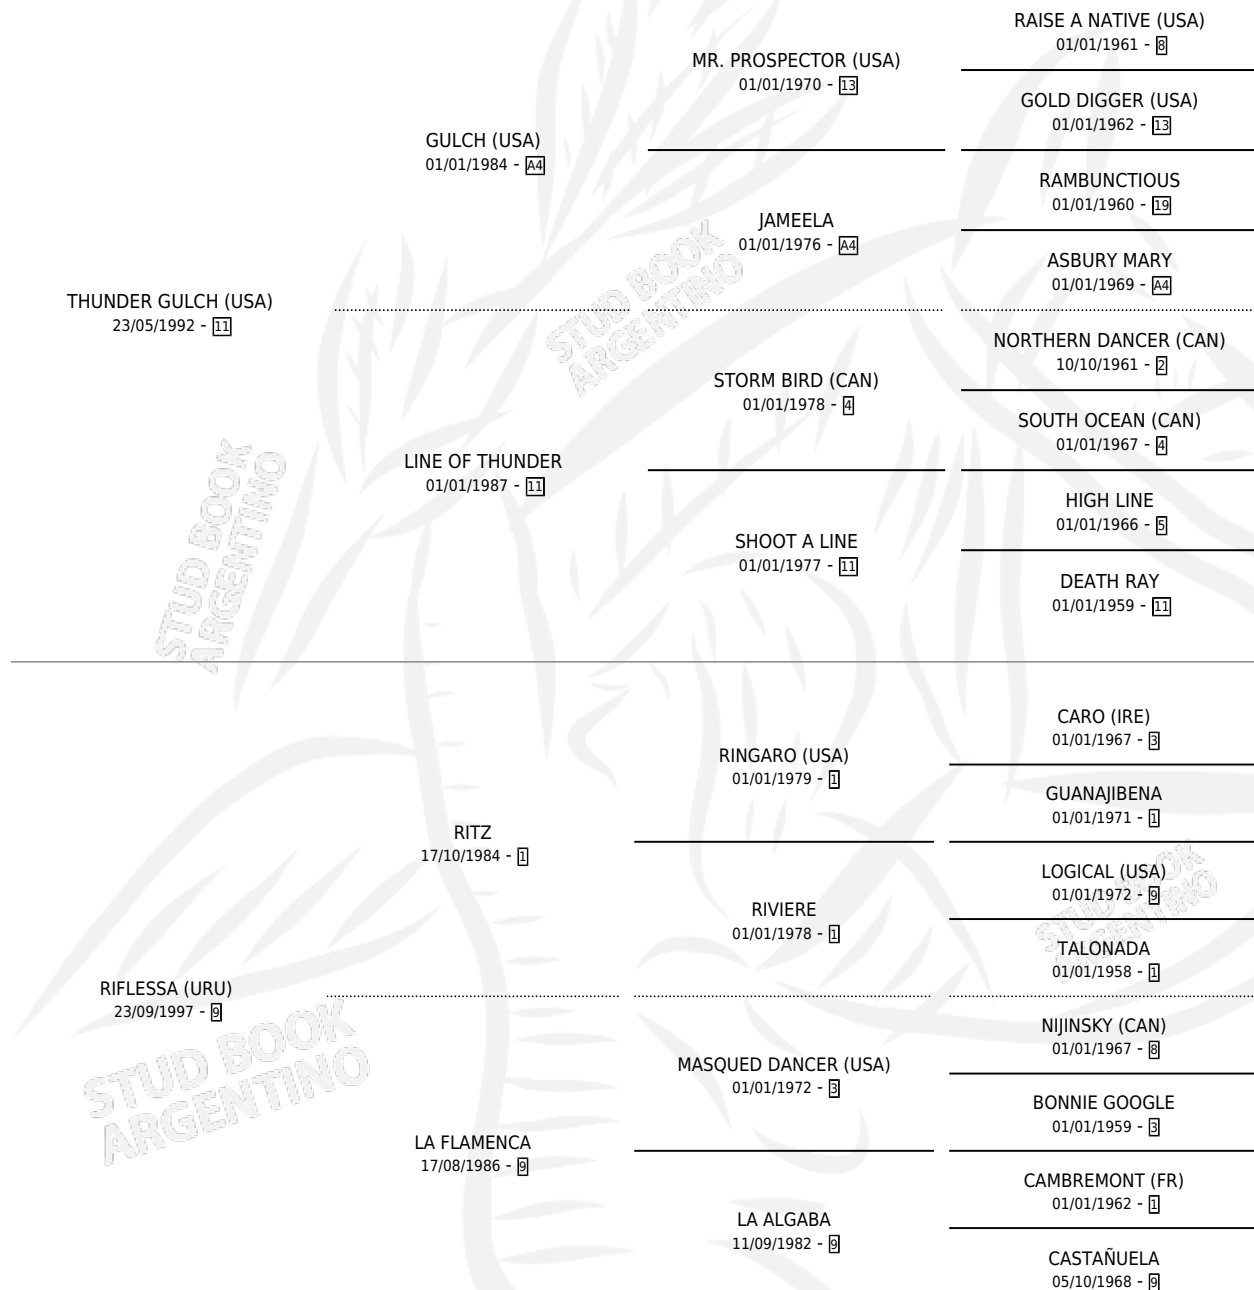 RAISE A NATIVE (USA)
01/01/1961 - 8
MR. PROSPECTOR (USA)
01/01/1970 - 13
GOLD DIGGER (USA)
01/01/1962 - 13
GULCH (USA)
01/01/1984 - A4
RAMBUNCTIOUS
01/01/1960 - 19
JAMEELA
01/01/1976 - A4
ASBURY MARY
01/01/1969 - A4
THUNDER GULCH (USA)
23/05/1992 - 11
NORTHERN DANCER (CAN)
10/10/1961 - 2
STORM BIRD (CAN)
01/01/1978 - 4
SOUTH OCEAN (CAN)
01/01/1967 - 4
LINE OF THUNDER
01/01/1987 - 11
HIGH LINE
01/01/1966 - 5
SHOOT A LINE
01/01/1977 - 11
DEATH RAY
01/01/1959 - 11
CARO (IRE)
01/01/1967 - 3
RINGARO (USA)
01/01/1979 - 1
GUANAJIBENA
01/01/1971 - 1
RITZ
17/10/1984 - 1
LOGICAL (USA)
01/01/1972 - 9
RIVIERE
01/01/1978 - 1
TALONADA
01/01/1958 - 1
RIFLESSA (URU)
23/09/1997 - 9
NIJINSKY (CAN)
01/01/1967 - 8
MASQUED DANCER (USA)
01/01/1972 - 3
BONNIE GOOGLE
01/01/1959 - 3
LA FLAMENCA
17/08/1986 - 9
CAMBREMONT (FR)
01/01/1962 - 1
LA ALGABA
11/09/1982 - 9
CASTAÑUELA
05/10/1968 - 9
STUD BOOK
ARGENTINO
STUD BOOK
ARGENTINO
STUD BOOK
ARGENTINO
STUD BOOK
ARGENTINO